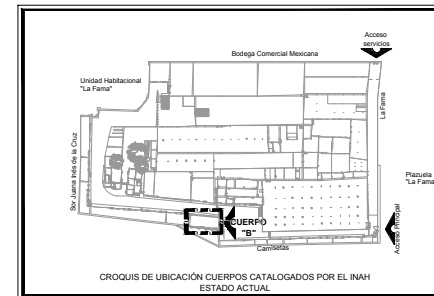 Acceso
servicios
Bodega Comercial Mexicana
Unidad Habitacional
"La Fama"
La Fama
Sor Juana Inés de la Cruz
Plazuela
"La Fama"
CUERPO
"B"
Acceso Principal
Camisetas
CROQUIS DE UBICACIÓN CUERPOS CATALOGADOS POR EL INAH
ESTADO ACTUAL